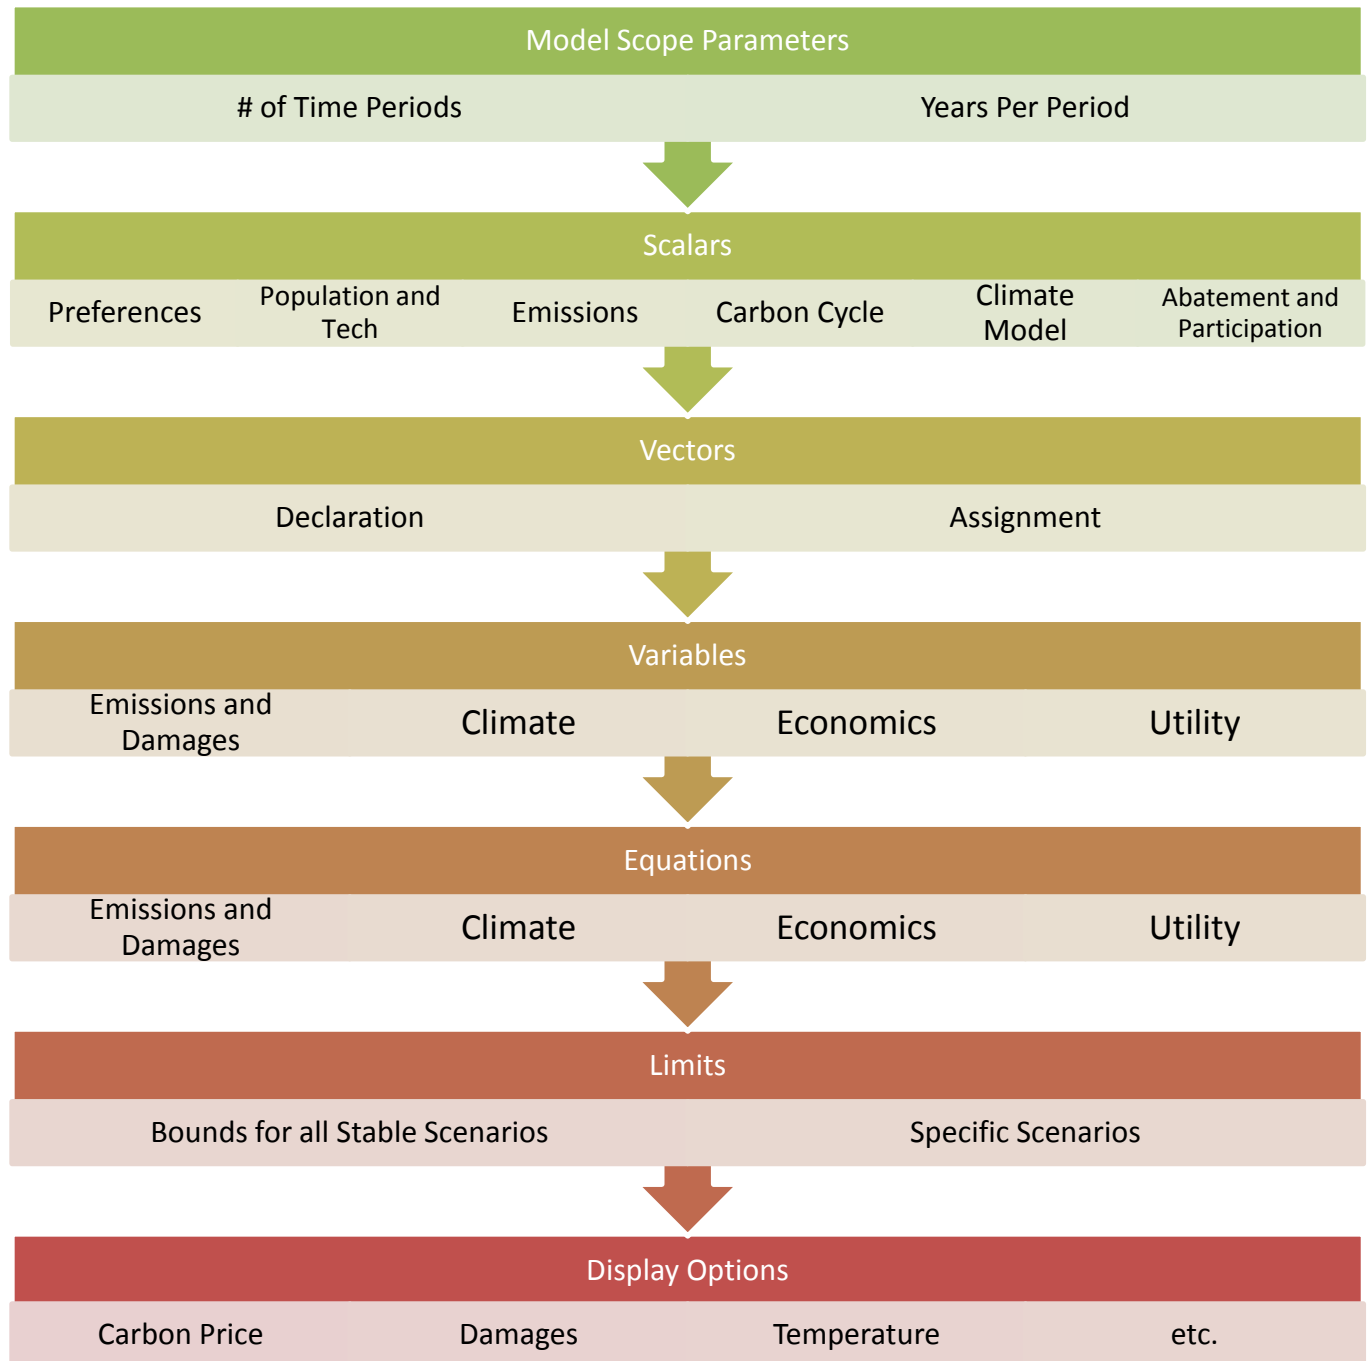 Model Scope Parameters
# of Time Periods
Years Per Period
Scalars
Preferences
Population and
Tech
Emissions
Carbon Cycle
Climate
Model
Abatement and
Participation
Vectors
Declaration
Assignment
Variables
Emissions and
Damages
Climate
Economics
Utility
Equations
Emissions and
Damages
Climate
Economics
Utility
Limits
Bounds for all Stable Scenarios
Specific Scenarios
Display Options
Carbon Price
Damages
Temperature
etc.